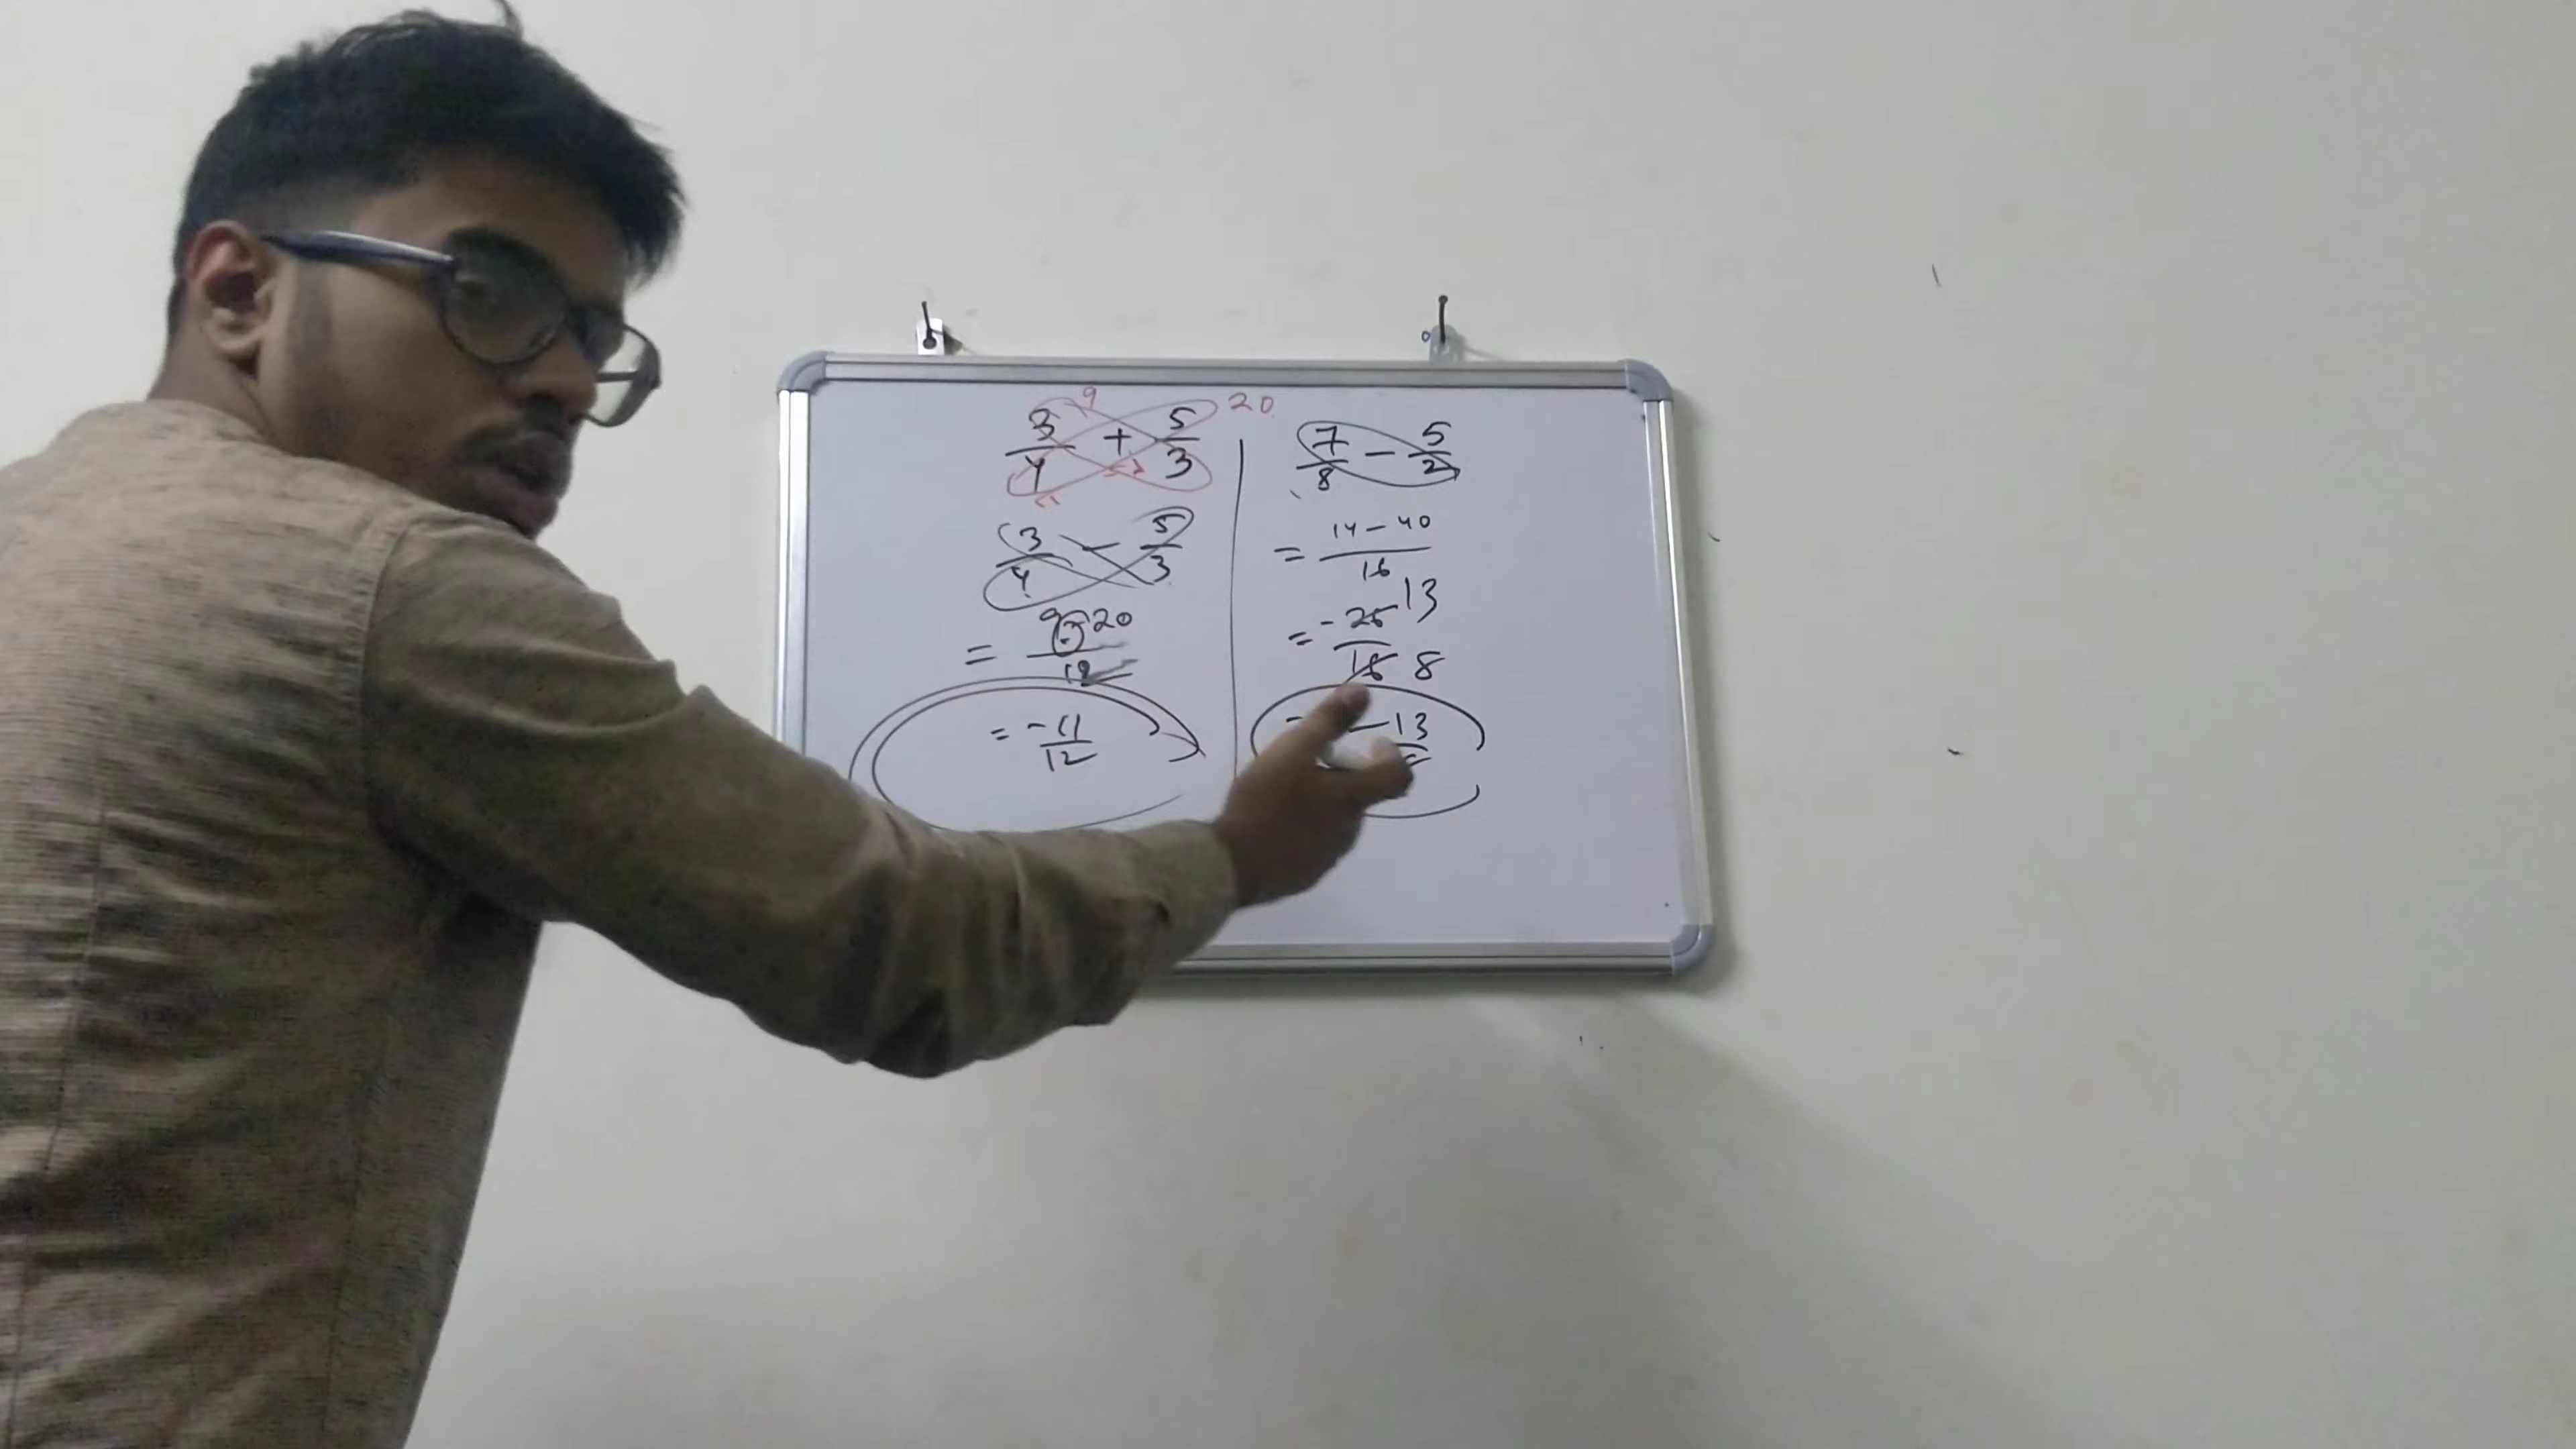 9 20
3/4 + 5/3
3/4 - 5/3
= 9-20/12
= -11/12
7/8 - 5/2
= 14-40/16
= -26/16 13 8
= -13